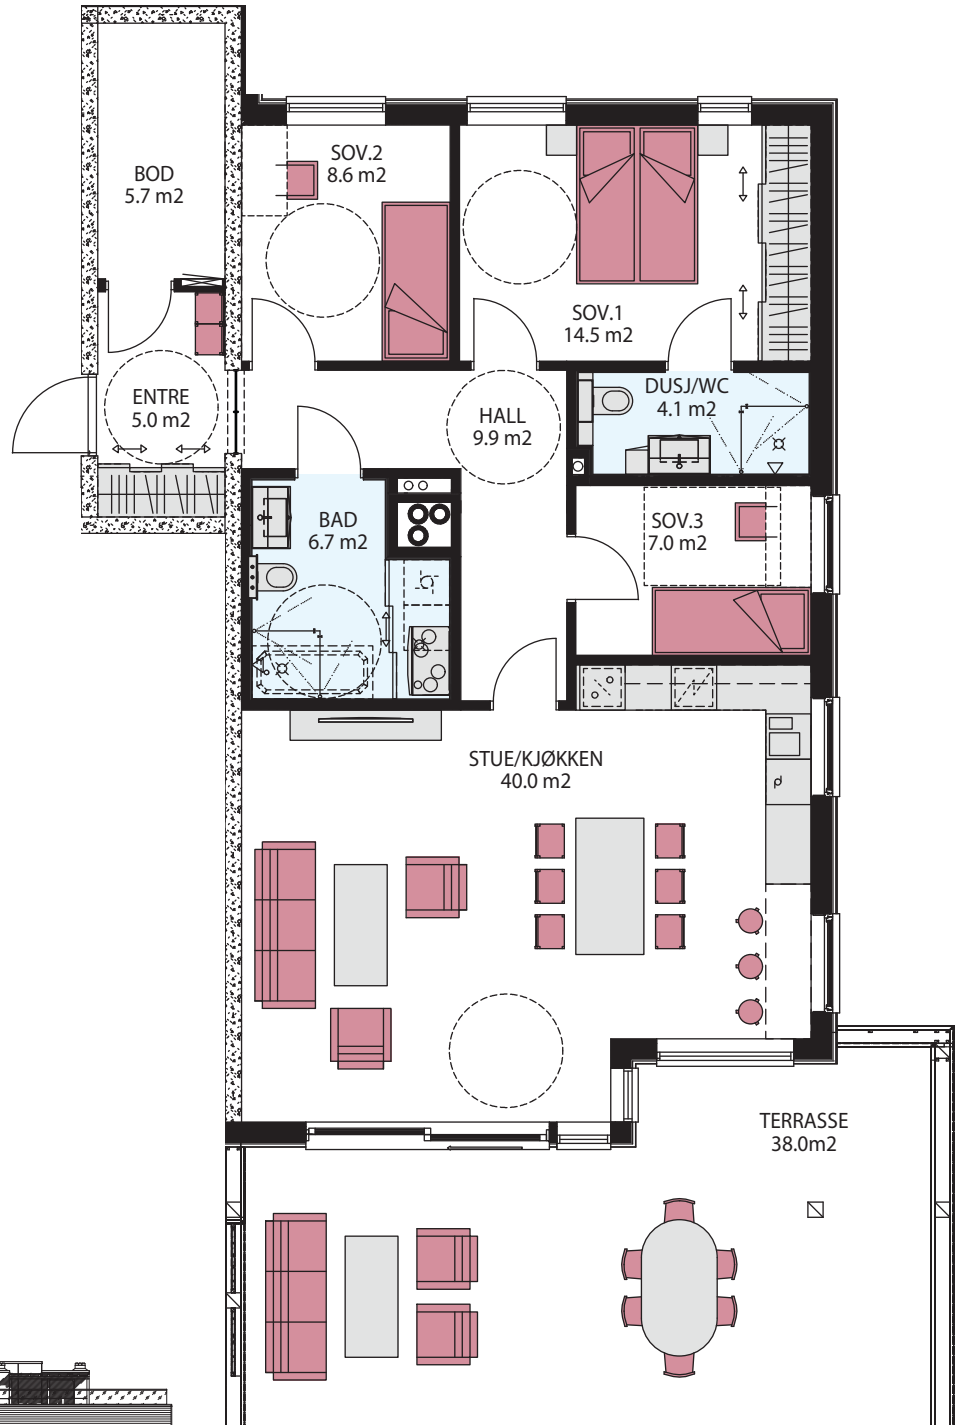 BOD
5.7 m2
SOV.2
8.6 m2
SOV.1
14.5 m2
ENTRE
5.0 m2
HALL
9.9 m2
DUSJ/WC
4.1 m2
BAD
6.7 m2
SOV.3
7.0 m2
STUE/KJØKKEN
40.0 m2
TERRASSE
38.0m2